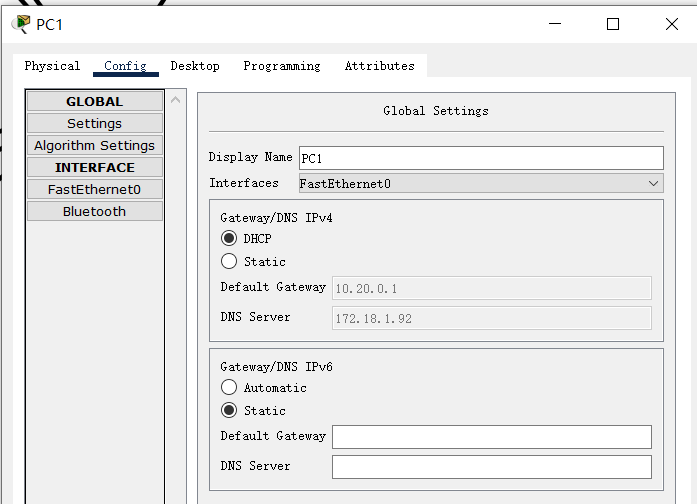 PC1
Physical Config Desktop Programming Attributes
GLOBAL
Settings
Algorithm Settings
INTERFACE
FastEthernet0
Bluetooth
Global Settings
Display Name PC1
Interfaces FastEthernet0
Gateway/DNS IPv4
DHCP
Static
Default Gateway 10.20.0.1
DNS Server 172.18.1.92
Gateway/DNS IPv6
Automatic
Static
Default Gateway
DNS Server